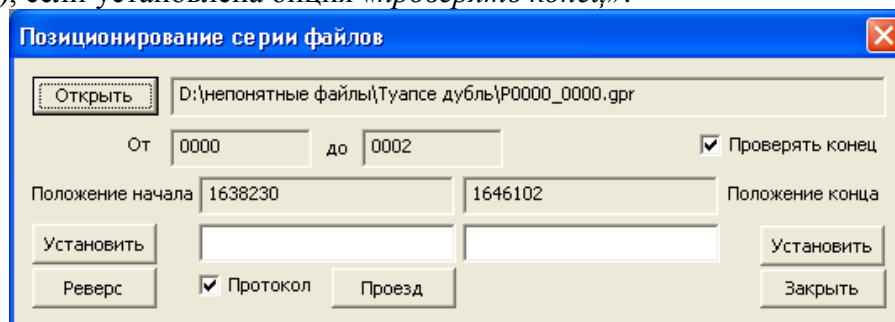 ), если установлена опция «проверять конец».
Позиционирование серии файлов
Открыть D:\непонятные файлы\Туапсе дубль\P0000_0000.gpr
От 0000 до 0002 Проверять конец
Положение начала 1638230 1646102 Положение конца
Установить Установить
Реверс Протокол Проезд Закрыть